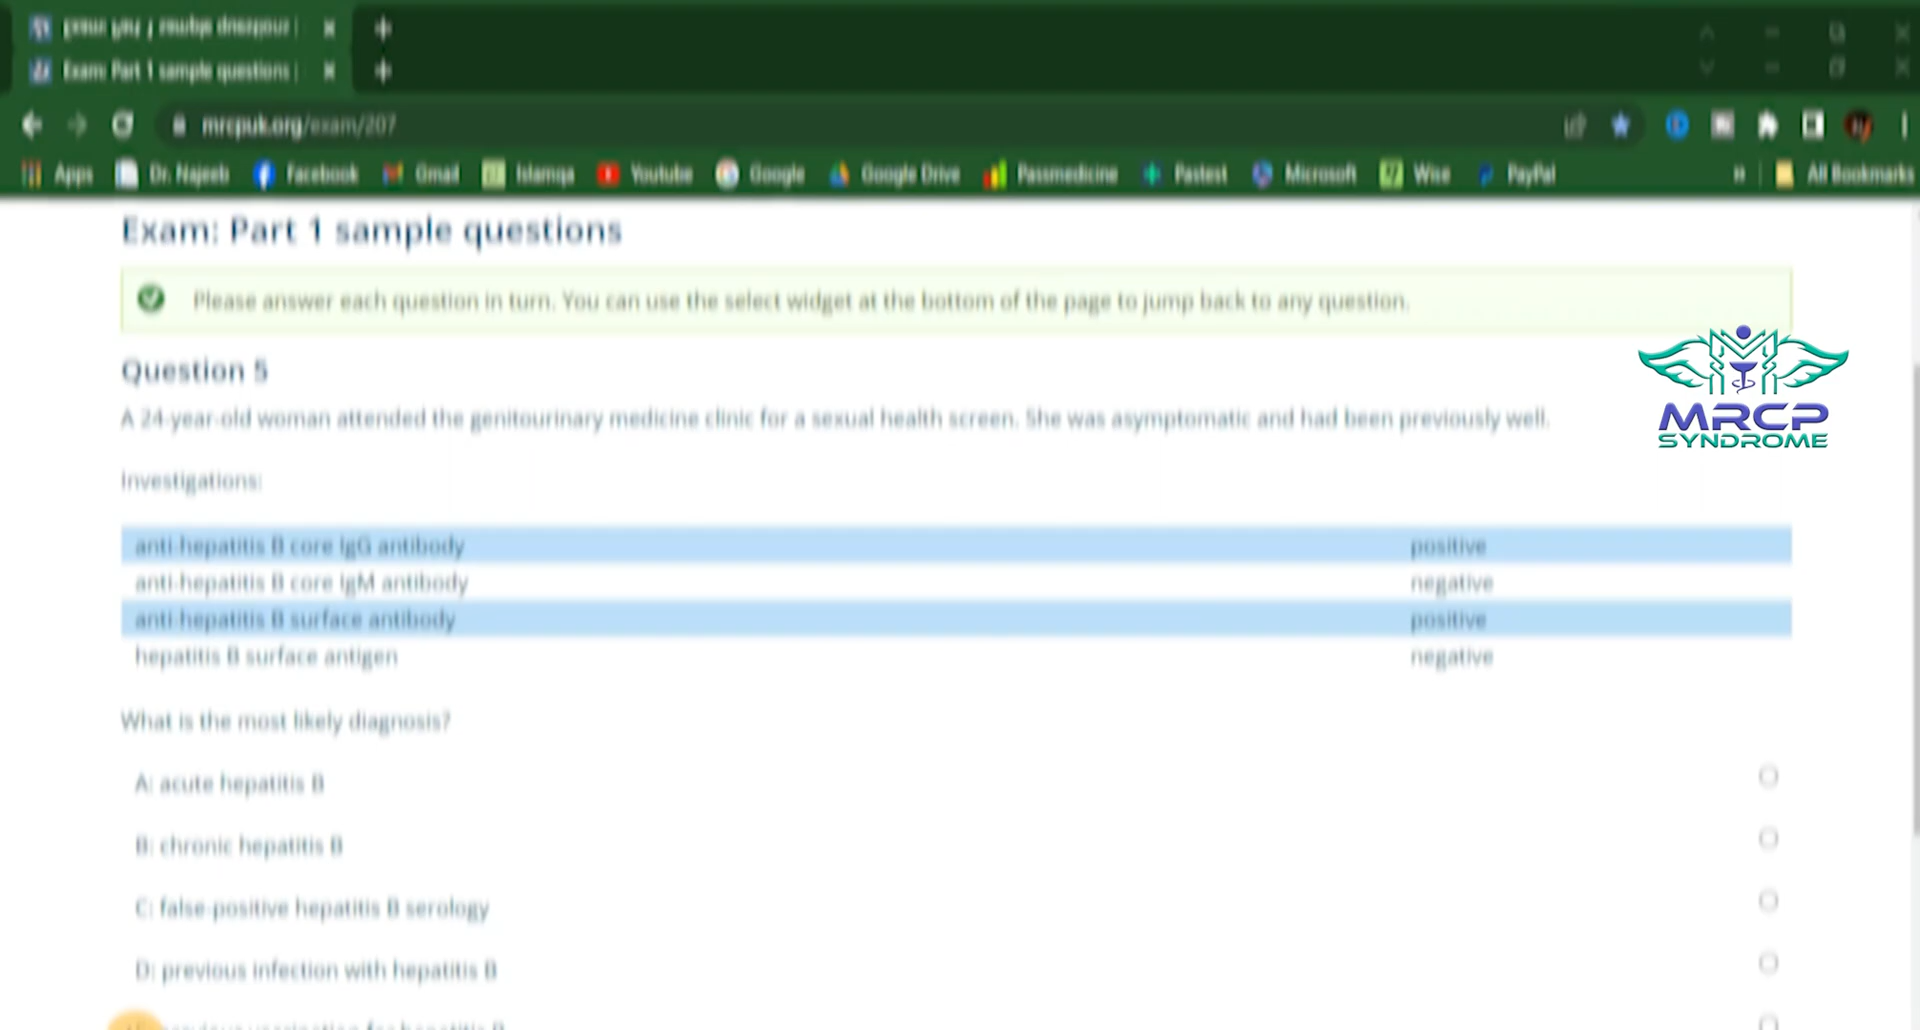 Exam: Part 1 sample questions |
mrcpuk.org/exam/207
Apps Dr. Najeeb Facebook Gmail Islamqa Youtube Google Google Drive Passmedicine Pastest Microsoft Wise PayPal » All Bookmarks
Exam: Part 1 sample questions
Please answer each question in turn. You can use the select widget at the bottom of the page to jump back to any question.
MRCP
SYNDROME
Question 5
A 24-year-old woman attended the genitourinary medicine clinic for a sexual health screen. She was asymptomatic and had been previously well.
Investigations:
anti-hepatitis B core IgG antibody positive
anti-hepatitis B core IgM antibody negative
anti-hepatitis B surface antibody positive
hepatitis B surface antigen negative
What is the most likely diagnosis?
A: acute hepatitis B
B: chronic hepatitis B
C: false-positive hepatitis B serology
D: previous infection with hepatitis B